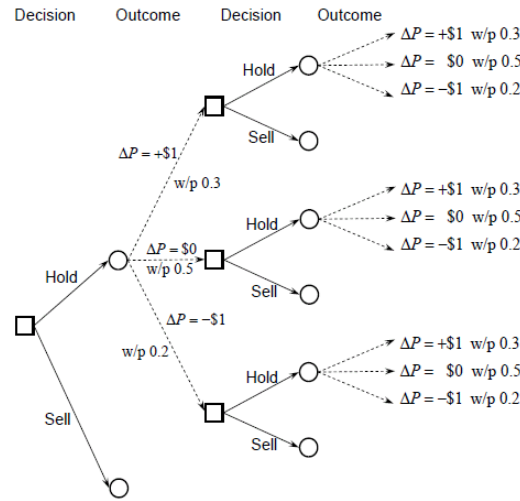 Decision Outcome Decision Outcome
ΔP = +$1 w/p 0.3
Hold
ΔP = $0 w/p 0.5
ΔP = −$1 w/p 0.2
Sell
ΔP = +$1,
w/p 0.3
ΔP = +$1 w/p 0.3
Hold
ΔP = $0 w/p 0.5
ΔP = −$1 w/p 0.2
ΔP = $0
w/p 0.5
Hold
Sell
ΔP = −$1
w/p 0.2
ΔP = +$1 w/p 0.3
Hold
ΔP = $0 w/p 0.5
ΔP = −$1 w/p 0.2
Sell
Sell